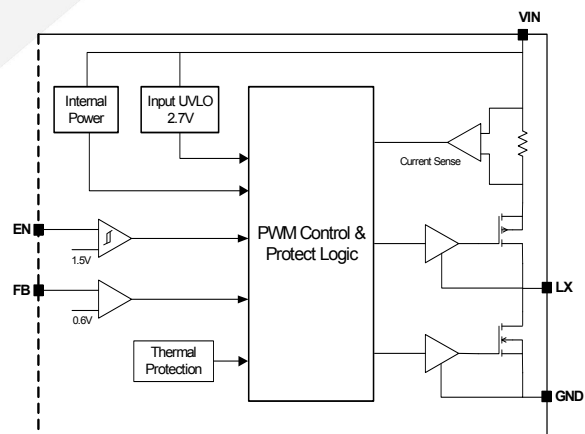 VIN
Internal
Power
Input UVLO
2.7V
Current Sense
EN
1.5V
PWM Control &
Protect Logic
FB
0.6V
LX
Thermal
Protection
GND